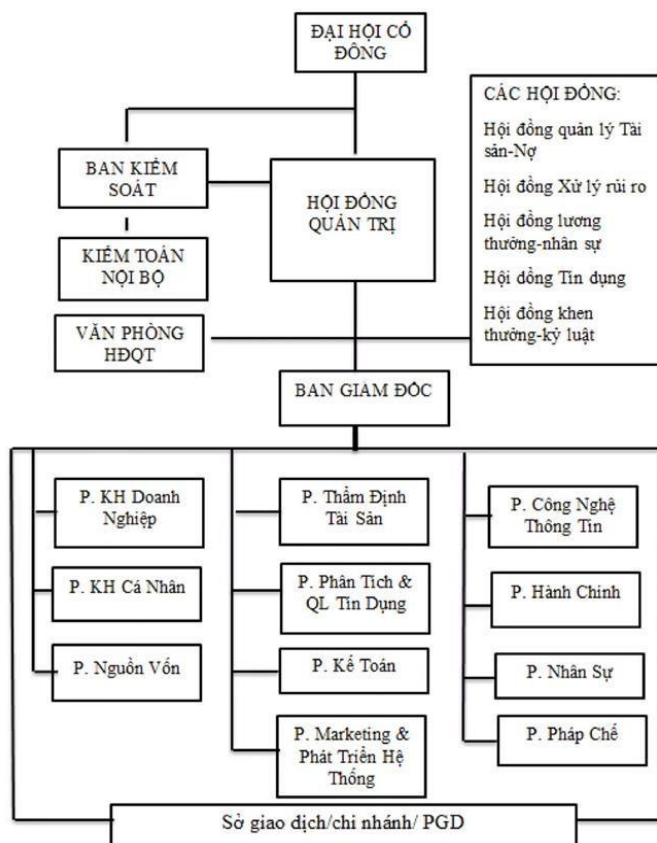 ĐẠI HỘI CỔ
ĐÔNG
BAN KIỂM
SOÁT
HỘI ĐỒNG
QUẢN TRỊ
KIỂM TOÁN
NỘI BỘ
VĂN PHÒNG
HĐQT
CÁC HỘI ĐỒNG:
Hội đồng quản lý Tài
sản-Nợ
Hội đồng Xử lý rủi ro
Hội đồng lương
thưởng-nhân sự
Hội đồng Tín dụng
Hội đồng khen
thưởng-kỷ luật
BAN GIÁM ĐỐC
P. KH Doanh
Nghiệp
P. KH Cá Nhân
P. Nguồn Vốn
P. Thẩm Định
Tài Sản
P. Phân Tích &
QL Tín Dụng
P. Kế Toán
P. Marketing &
Phát Triển Hệ
Thống
P. Công Nghệ
Thông Tin
P. Hành Chính
P. Nhân Sự
P. Pháp Chế
Sở giao dịch/chi nhánh/ PGD